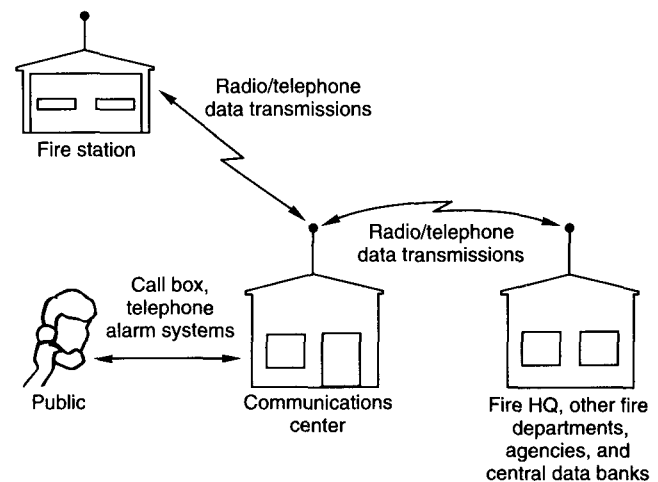 Radio/telephone
data transmissions
Fire station
Radio/telephone
data transmissions
Call box,
telephone
alarm systems
Public
Communications
center
Fire HQ, other fire
departments,
agencies, and
central data banks